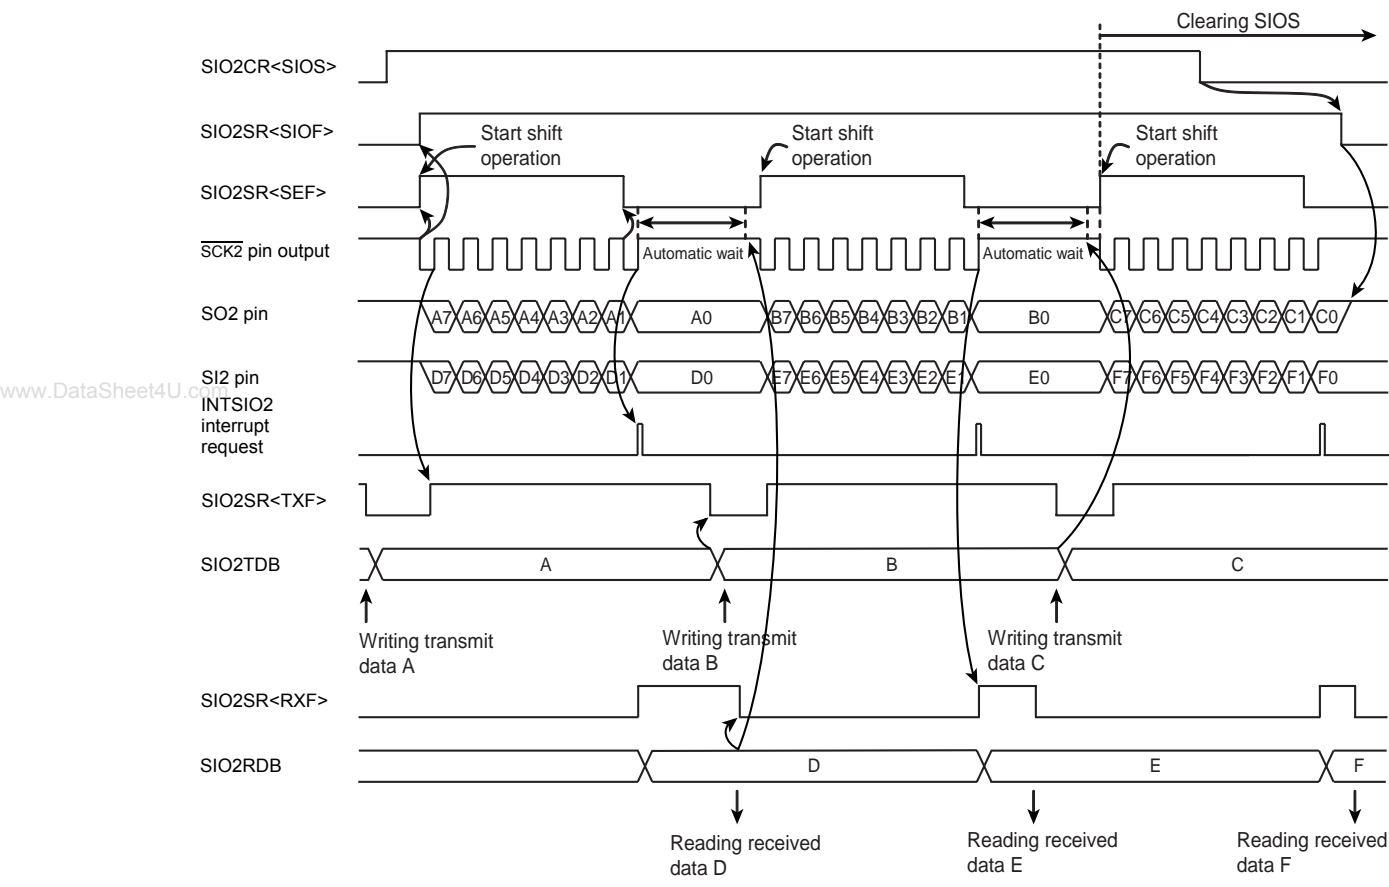 Clearing SIOS
SIO2CR<SIOS>
SIO2SR<SIOF>
Start shift operation
Start shift operation
Start shift operation
SIO2SR<SEF>
SCK2 pin output
Automatic wait
Automatic wait
SO2 pin
A7 A6 A5 A4 A3 A2 A1 A0 B7 B6 B5 B4 B3 B2 B1 B0 C7 C6 C5 C4 C3 C2 C1 C0
SI2 pin
D7 D6 D5 D4 D3 D2 D1 D0 E7 E6 E5 E4 E3 E2 E1 E0 F7 F6 F5 F4 F3 F2 F1 F0
www.DataSheet4U.com
INTSIO2
interrupt
request
SIO2SR<TXF>
SIO2TDB
A B C
Writing transmit
data A
Writing transmit
data B
Writing transmit
data C
SIO2SR<RXF>
SIO2RDB
D E F
Reading received
data D
Reading received
data E
Reading received
data F